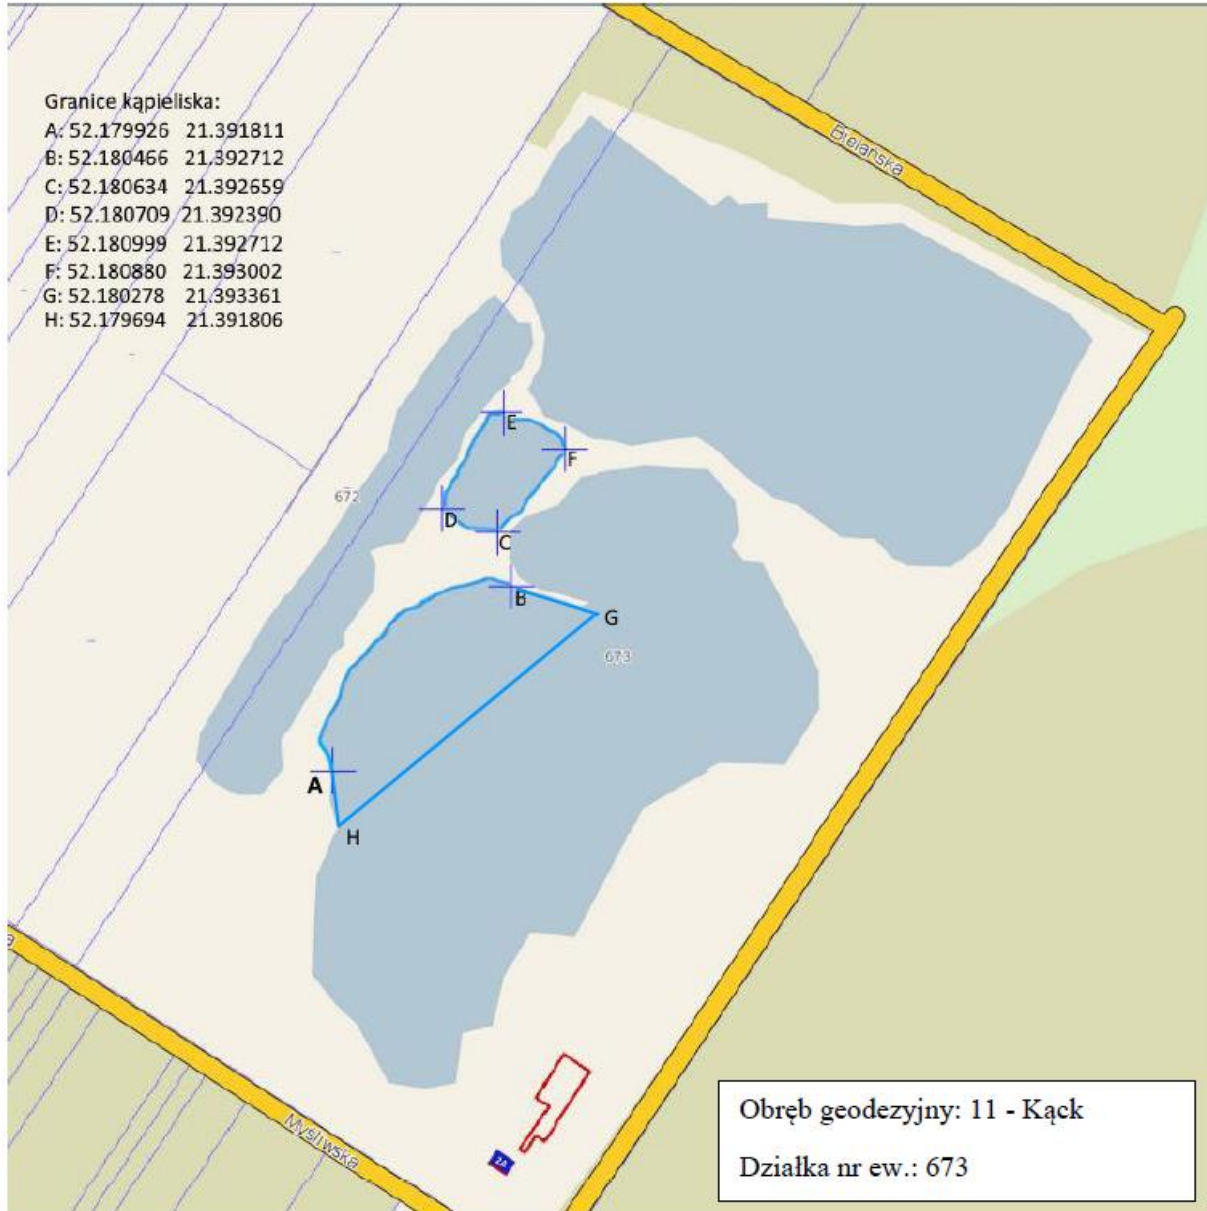 Granice kąpieliska:
A: 52.179926 21.391811
B: 52.180466 21.392712
C: 52.180634 21.392659
D: 52.180709 21.392390
E: 52.180999 21.392712
F: 52.180880 21.393002
G: 52.180278 21.393361
H: 52.179694 21.391806
Bielańska
E
F
672
D
C
B
G
673
A
H
a
Myśliwska
2A
Obręb geodezyjny: 11 - Kąck
Działka nr ew.: 673